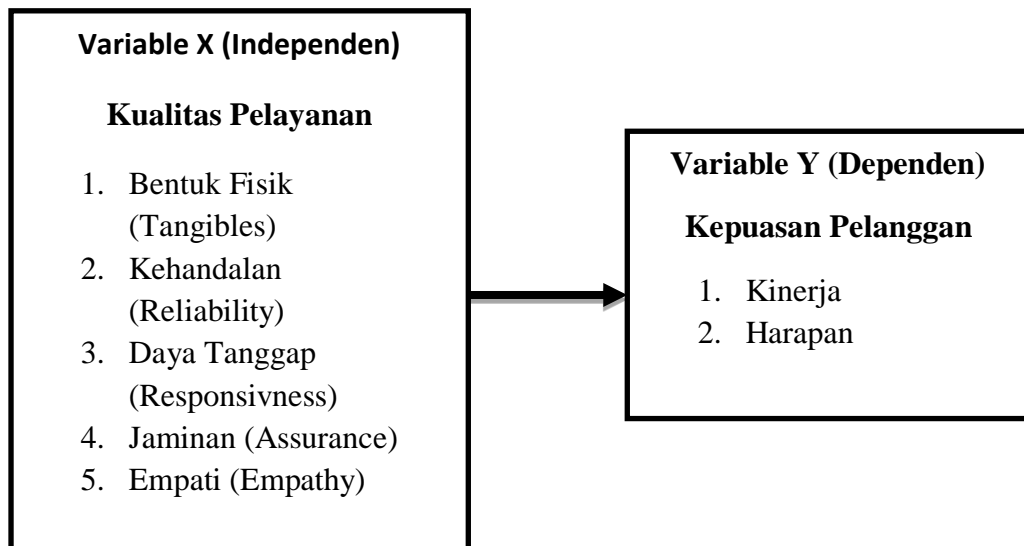 Variable X (Independen)
Kualitas Pelayanan
1. Bentuk Fisik
(Tangibles)
2. Kehandalan
(Reliability)
3. Daya Tanggap
(Responsivness)
4. Jaminan (Assurance)
5. Empati (Empathy)
Variable Y (Dependen)
Kepuasan Pelanggan
1. Kinerja
2. Harapan